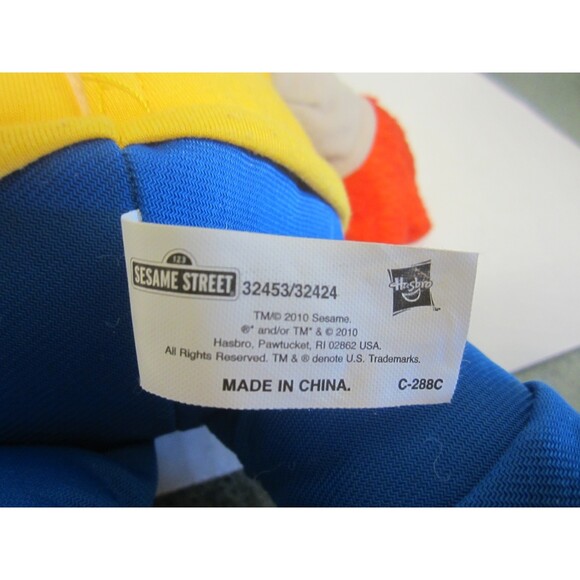 123
SESAME STREET
32453/32424
Hasbro
TM/© 2010 Sesame.
®* and/or TM* & © 2010
Hasbro, Pawtucket, RI 02862 USA.
All Rights Reserved. TM & ® denote U.S. Trademarks.
MADE IN CHINA.
C-288C